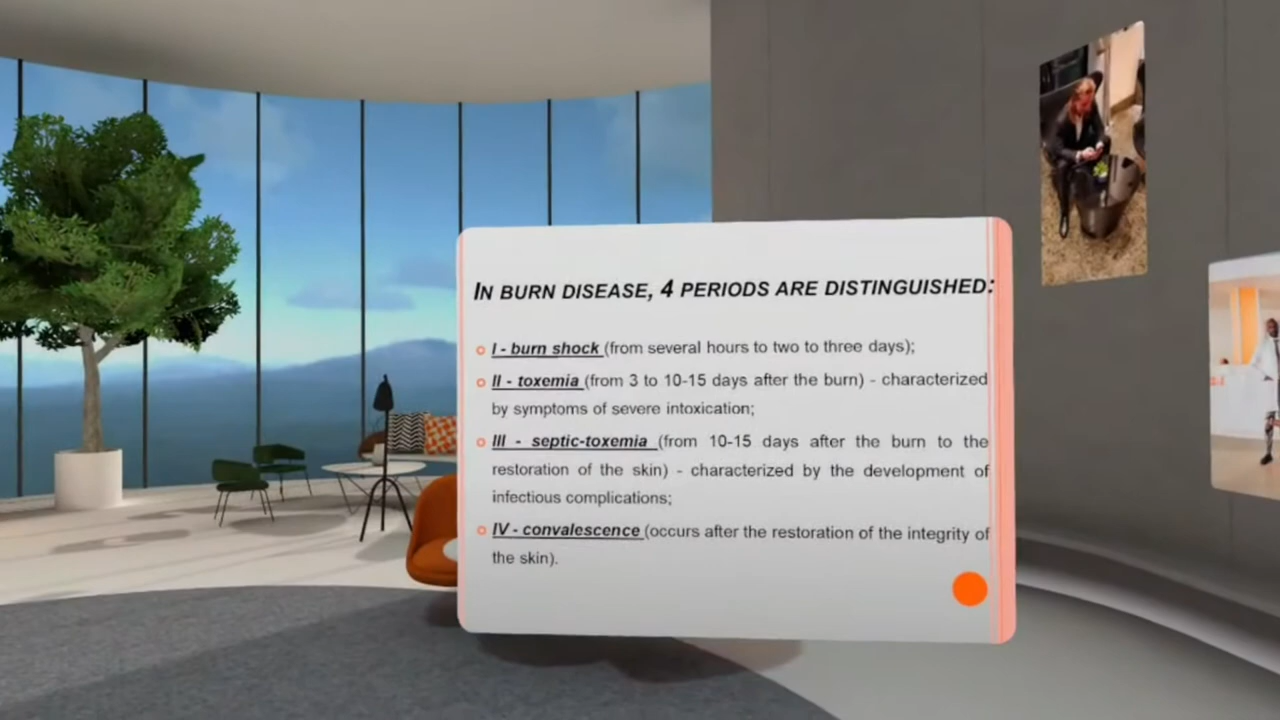 IN BURN DISEASE, 4 PERIODS ARE DISTINGUISHED:
I - burn shock (from several hours to two to three days);
II - toxemia (from 3 to 10-15 days after the burn) - characterized
by symptoms of severe intoxication;
III - septic-toxemia (from 10-15 days after the burn to the
restoration of the skin) - characterized by the development of
infectious complications;
IV - convalescence (occurs after the restoration of the integrity of
the skin).